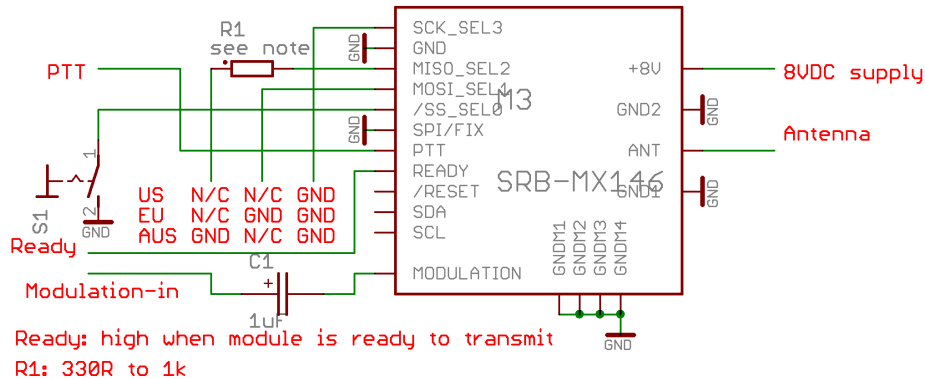 R1
see note
PTT
SCK_SEL3
GND
GND
MISO_SEL2
MOSI_SEL1
M3
/SS_SEL0
GND
SPI/FIX
PTT
READY
/RESET
SDA
SCL
MODULATION
SRB-MX146
+8V
8VDC supply
GND2
GND
Antenna
ANT
GND1
GND
GNDM1
GNDM2
GNDM3
GNDM4
GND
1
S1
2
GND
US N/C N/C GND
EU N/C GND GND
AUS GND N/C GND
Ready
C1
+
1uF
Modulation-in
Ready: high when module is ready to transmit
R1: 330R to 1k